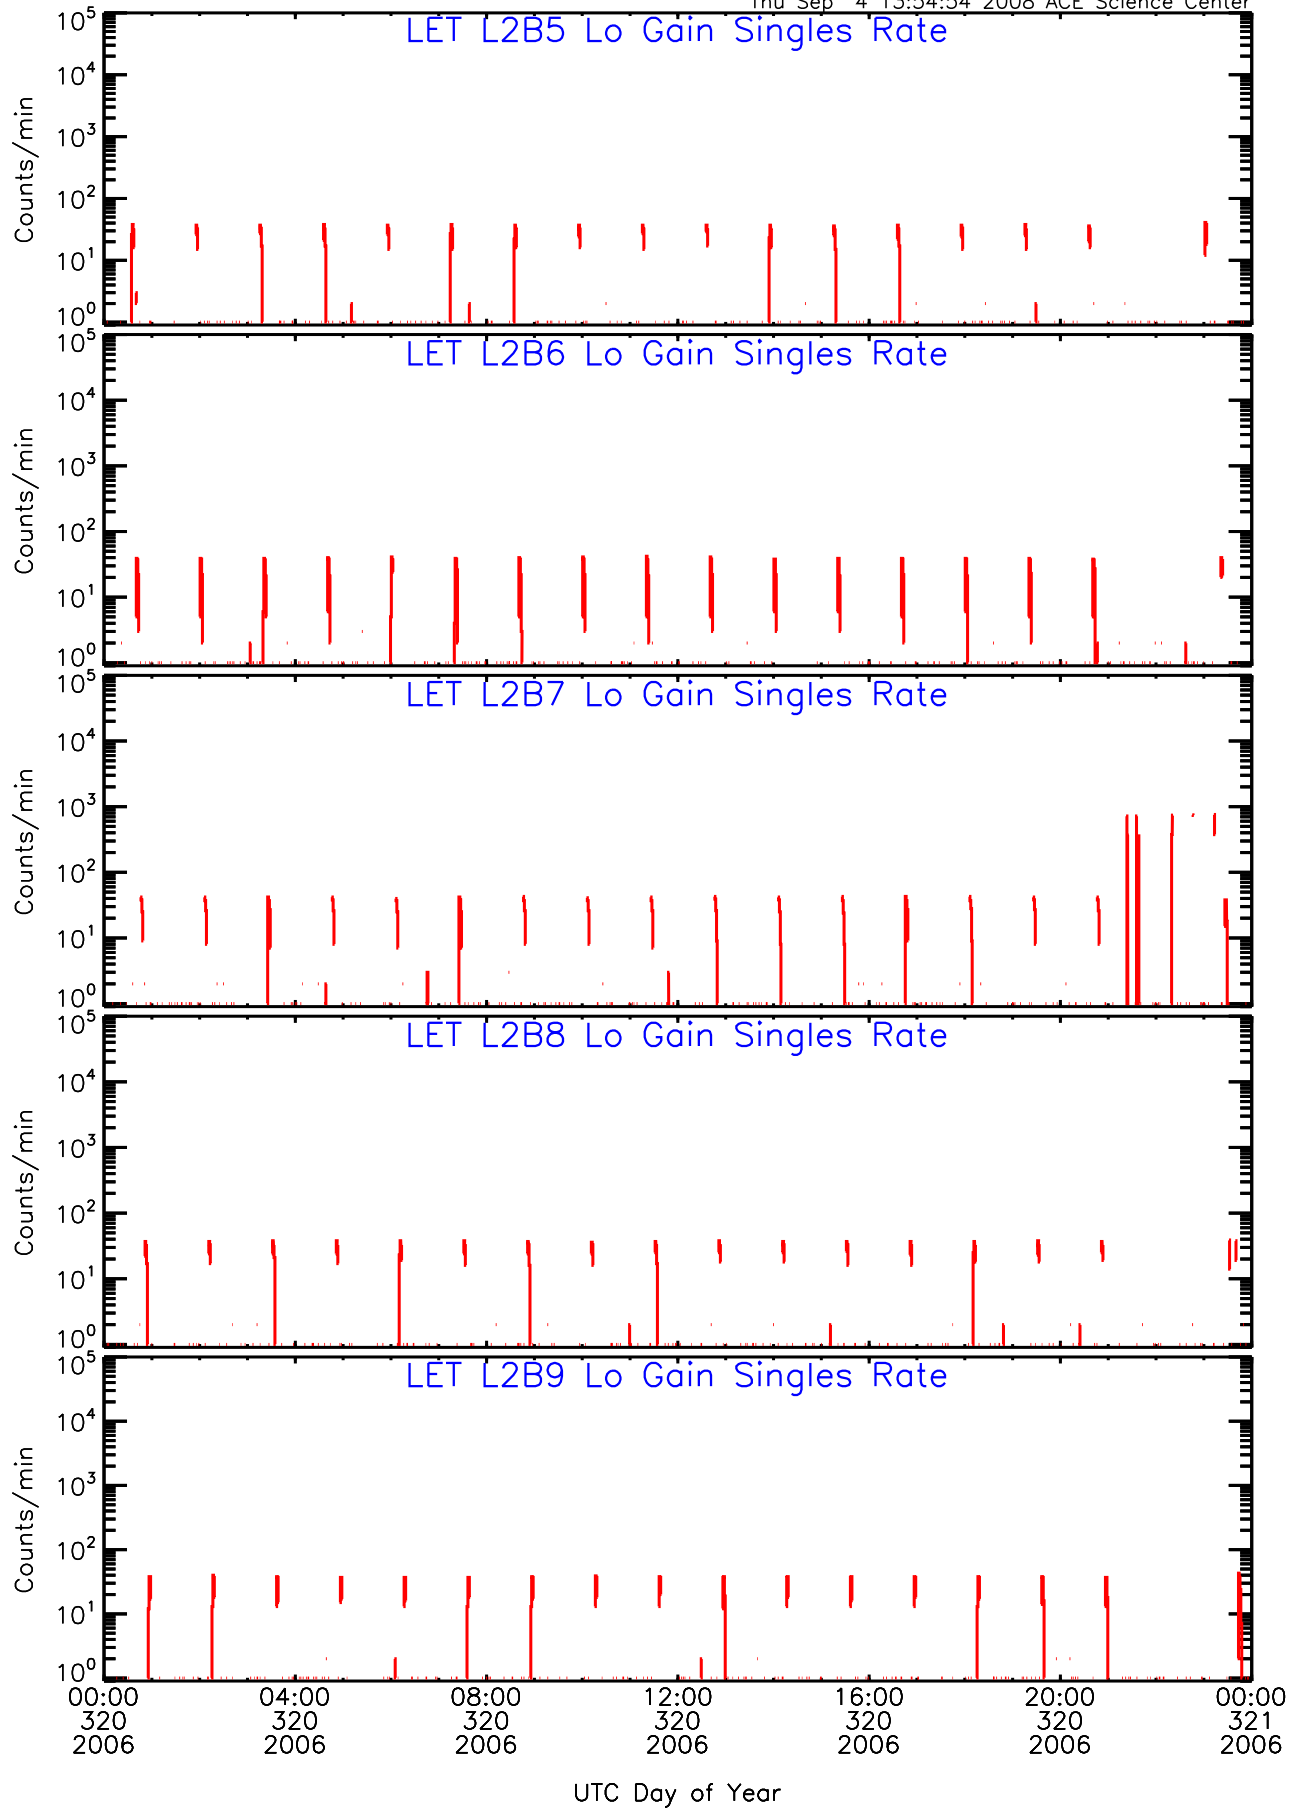 Thu Sep 4 13:54:54 2008 ACE Science Center
LET L2B5 Lo Gain Singles Rate
10^5
10^4
10^3
10^2
10^1
10^0
Counts/min
LET L2B6 Lo Gain Singles Rate
10^5
10^4
10^3
10^2
10^1
10^0
Counts/min
LET L2B7 Lo Gain Singles Rate
10^5
10^4
10^3
10^2
10^1
10^0
Counts/min
LET L2B8 Lo Gain Singles Rate
10^5
10^4
10^3
10^2
10^1
10^0
Counts/min
LET L2B9 Lo Gain Singles Rate
10^5
10^4
10^3
10^2
10^1
10^0
Counts/min
00:00 04:00 08:00 12:00 16:00 20:00 00:00
320 320 320 320 320 320 321
2006 2006 2006 2006 2006 2006 2006
UTC Day of Year